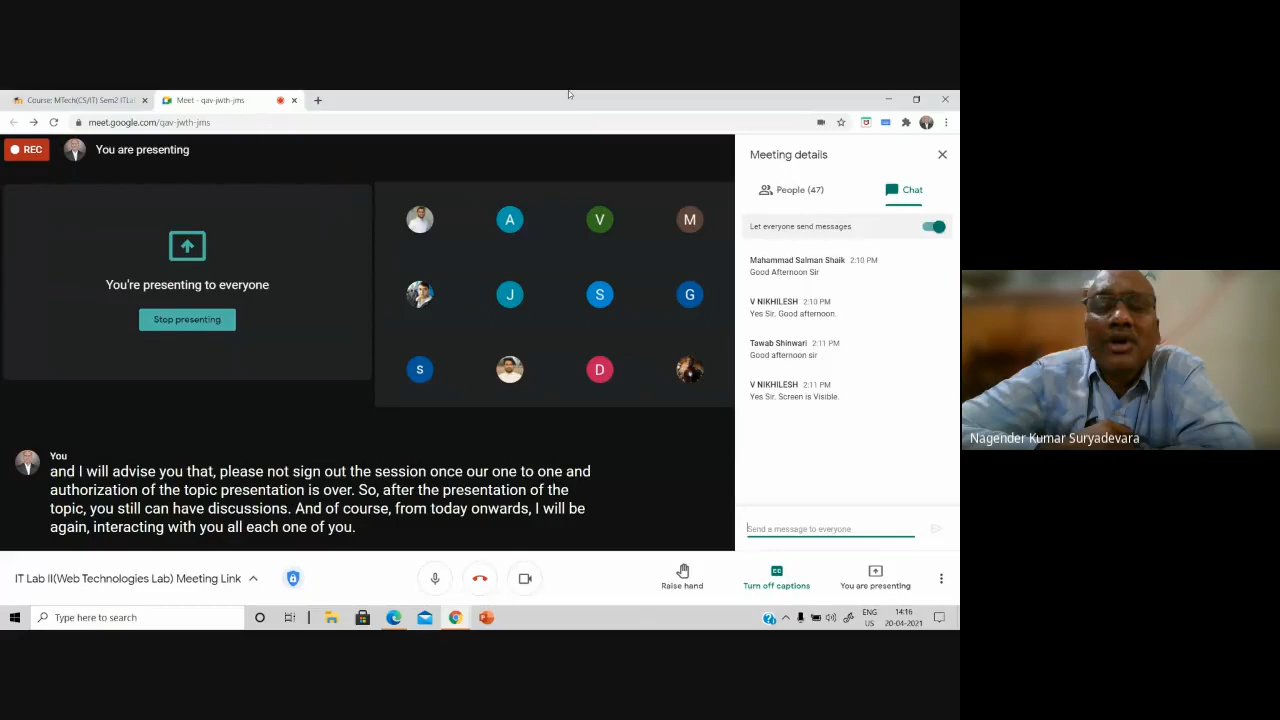 Course: MTech(CS/IT) Sem2 ITLa
Meet - qav-jwth-jms
meet.google.com/qav-jwth-jms
REC
You are presenting
You're presenting to everyone
Stop presenting
A
V
M
J
S
G
S
D
Meeting details
People (47)
Chat
Let everyone send messages
Mahammad Salman Shaik 2:10 PM
Good Afternoon Sir
V NIKHILESH 2:10 PM
Yes Sir. Good afternoon.
Tawab Shinwari 2:11 PM
Good afternoon sir
V NIKHILESH 2:11 PM
Yes Sir. Screen is Visible.
Send a message to everyone
You
and I will advise you that, please not sign out the session once our one to one and
authorization of the topic presentation is over. So, after the presentation of the
topic, you still can have discussions. And of course, from today onwards, I will be
again, interacting with you all each one of you.
Nagender Kumar Suryadevara
IT Lab II(Web Technologies Lab) Meeting Link
Raise hand
Turn off captions
You are presenting
Type here to search
ENG
US
14:16
20-04-2021